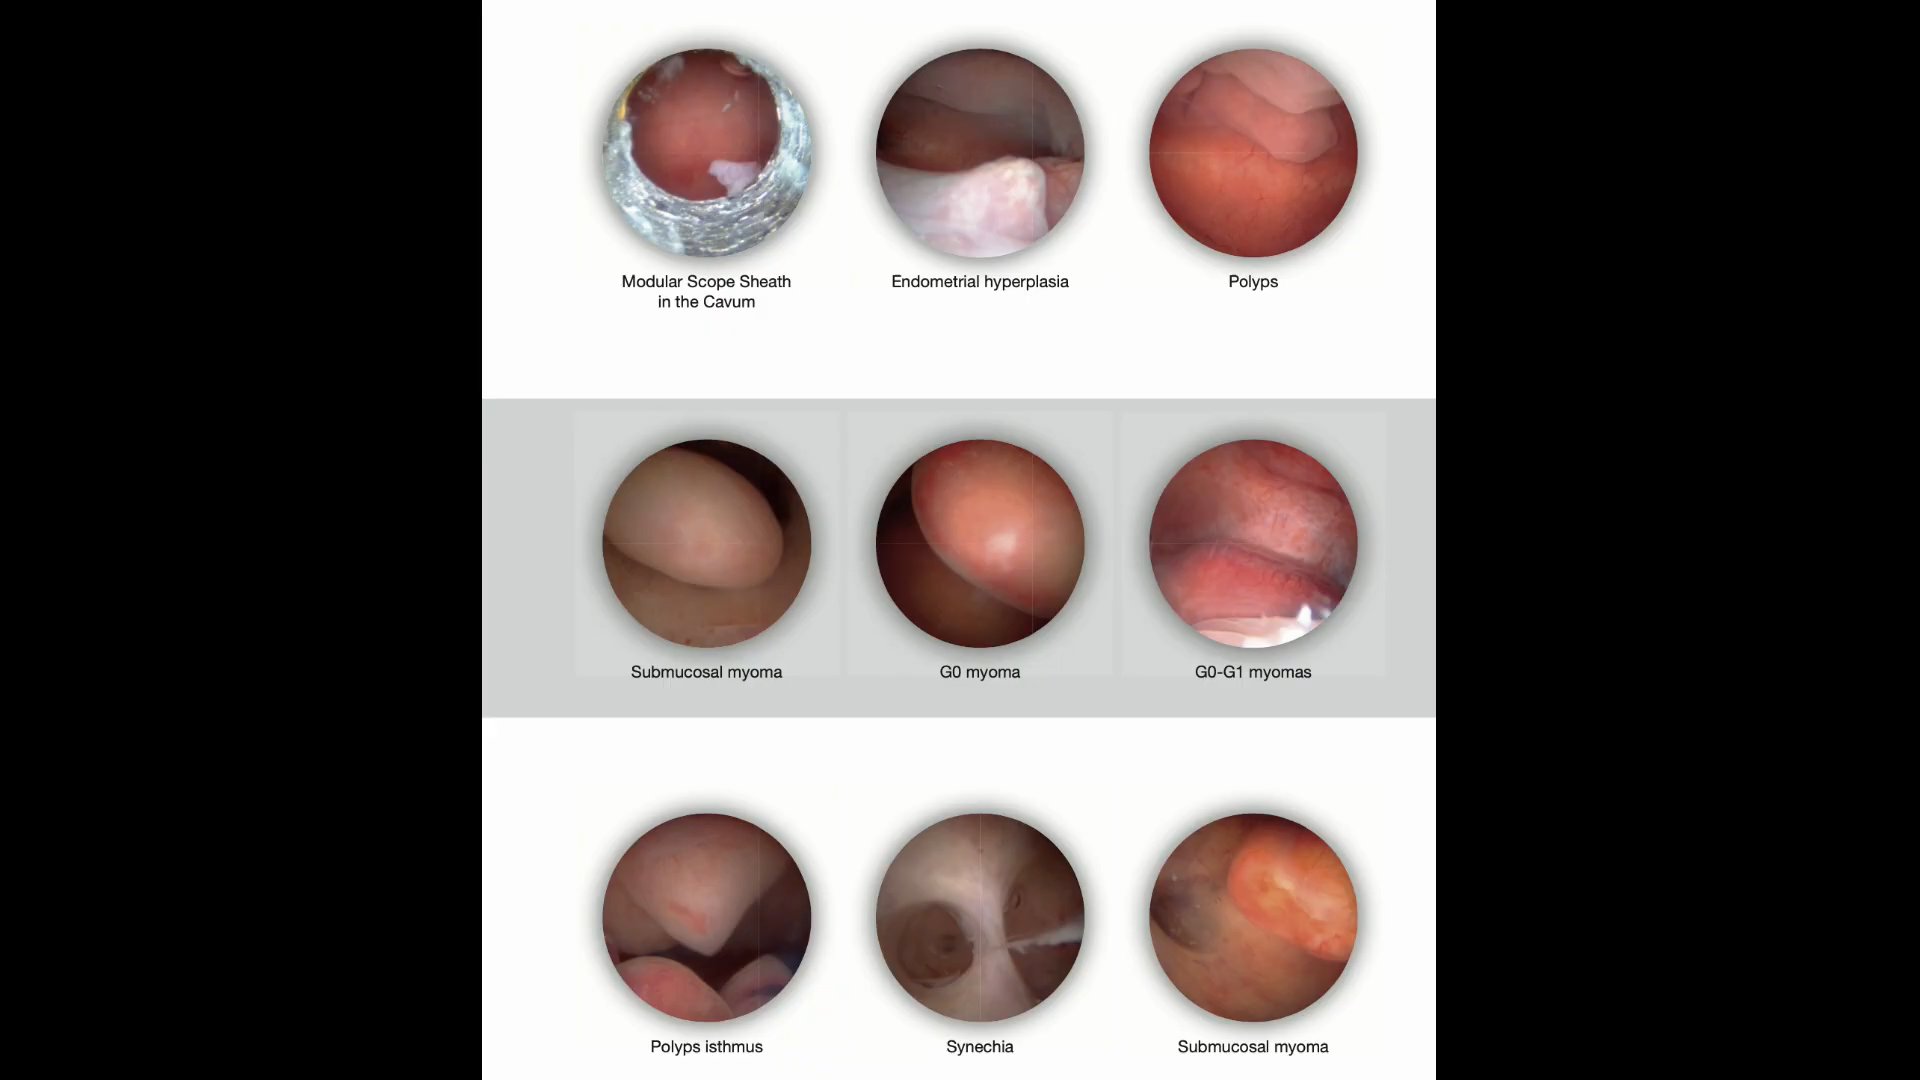 Modular Scope Sheath
in the Cavum
Endometrial hyperplasia
Polyps
Submucosal myoma
G0 myoma
G0-G1 myomas
Polyps isthmus
Synechia
Submucosal myoma